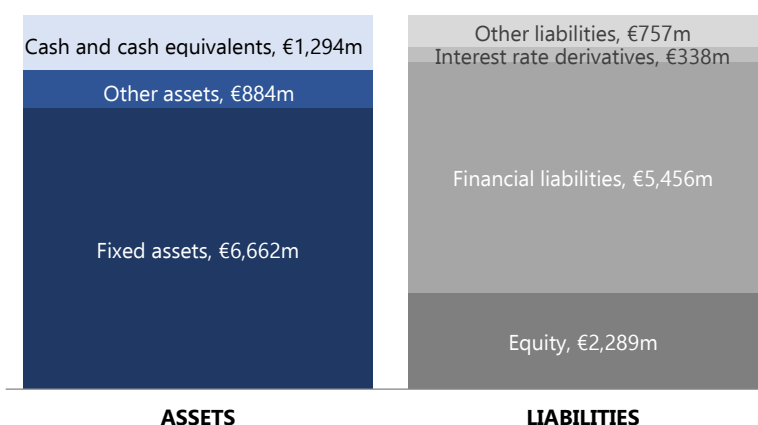 Cash and cash equivalents, €1,294m
Other assets, €884m
Fixed assets, €6,662m
ASSETS
Other liabilities, €757m
Interest rate derivatives, €338m
Financial liabilities, €5,456m
Equity, €2,289m
LIABILITIES